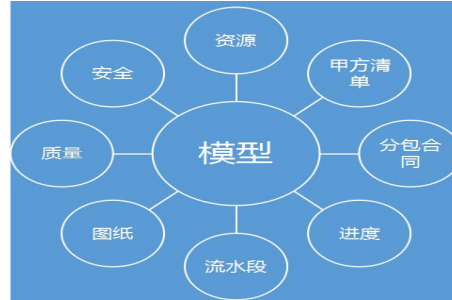 资源
安全
甲方清
单
质量
模型
分包合
同
图纸
进度
流水段